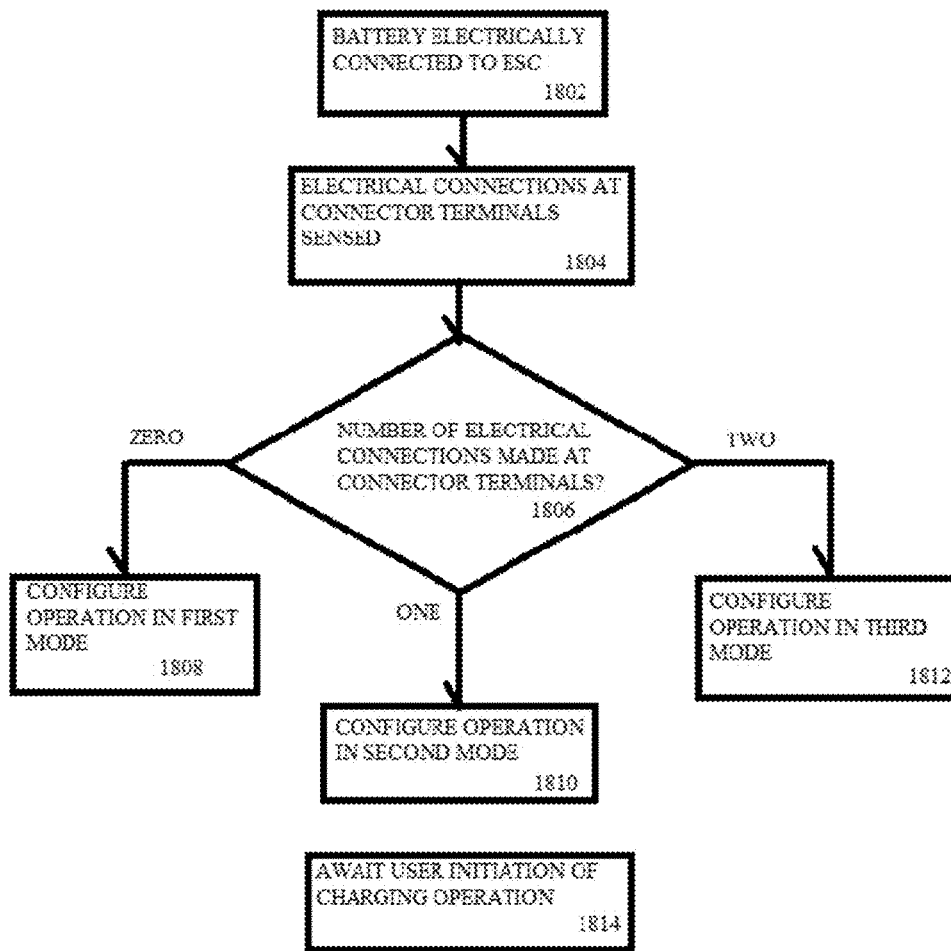 BATTERY ELECTRICALLY
CONNECTED TO ESC
1802
ELECTRICAL CONNECTIONS AT
CONNECTOR TERMINALS
SENSED
1804
NUMBER OF ELECTRICAL
CONNECTIONS MADE AT
CONNECTOR TERMINALS?
1806
ZERO
TWO
ONE
CONFIGURE
OPERATION IN FIRST
MODE
1808
CONFIGURE
OPERATION IN THIRD
MODE
1812
CONFIGURE OPERATION
IN SECOND MODE
1810
AWAIT USER INITIATION OF
CHARGING OPERATION
1814